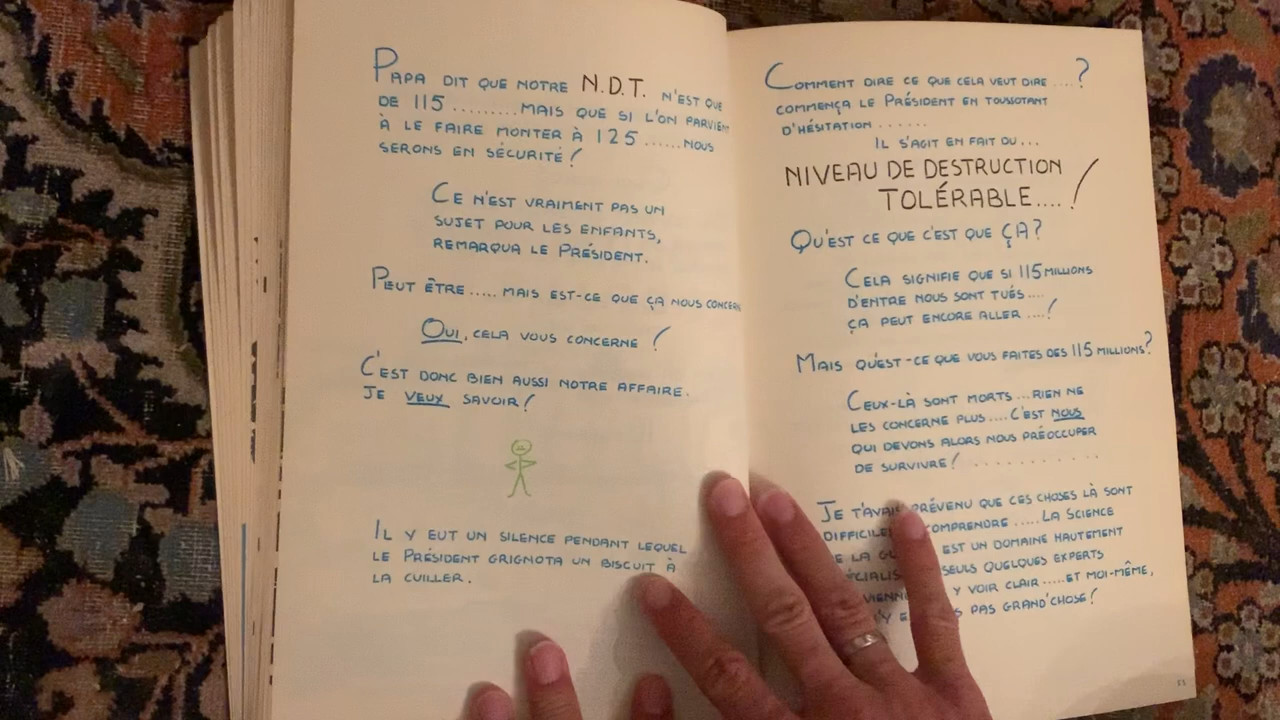 PAPA DIT QUE NOTRE N.D.T. N'EST QUE
DE 115 ......... MAIS QUE SI L'ON PARVIENT
À LE FAIRE MONTER À 125 ...... NOUS
SERONS EN SÉCURITÉ !
CE N'EST VRAIMENT PAS UN
SUJET POUR LES ENFANTS,
REMARQUA LE PRÉSIDENT.
PEUT ÊTRE ..... MAIS EST-CE QUE ÇA NOUS CONCERN
OUI, CELA VOUS CONCERNE !
C'EST DONC BIEN AUSSI NOTRE AFFAIRE.
JE VEUX SAVOIR !
IL Y EUT UN SILENCE PENDANT LEQUEL
LE PRÉSIDENT GRIGNOTA UN BISCUIT À
LA CUILLER.
COMMENT DIRE CE QUE CELA VEUT DIRE ....?
COMMENÇA LE PRÉSIDENT EN TOUSSOTANT
D'HÉSITATION ......
IL S'AGIT EN FAIT DU ...
NIVEAU DE DESTRUCTION
TOLÉRABLE.... !
QU'EST CE QUE C'EST QUE ÇA ?
CELA SIGNIFIE QUE SI 115 MILLIONS
D'ENTRE NOUS SONT TUÉS ....
ÇA PEUT ENCORE ALLER ....!
MAIS QU'EST-CE QUE VOUS FAITES DES 115 MILLIONS ?
CEUX-LÀ SONT MORTS ... RIEN NE
LES CONCERNE PLUS .... C'EST NOUS
QUI DEVONS ALORS NOUS PRÉOCCUPER
DE SURVIVRE ! ..........
JE T'AVAIS PRÉVENU QUE CES CHOSES LÀ SONT
DIFFICILE COMPRENDRE ..... LA SCIENCE
LA EST UN DOMAINE HAUTEMENT
SEULS QUELQUES EXPERTS
Y VOIR CLAIR ..... ET MOI-MÊME,
PAS GRAND'CHOSE !